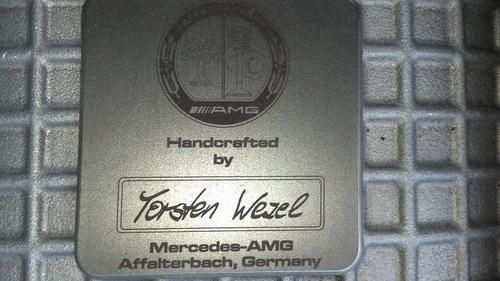 AMG
Handcrafted
by
Torsten Wezel
Mercedes-AMG
Affalterbach, Germany